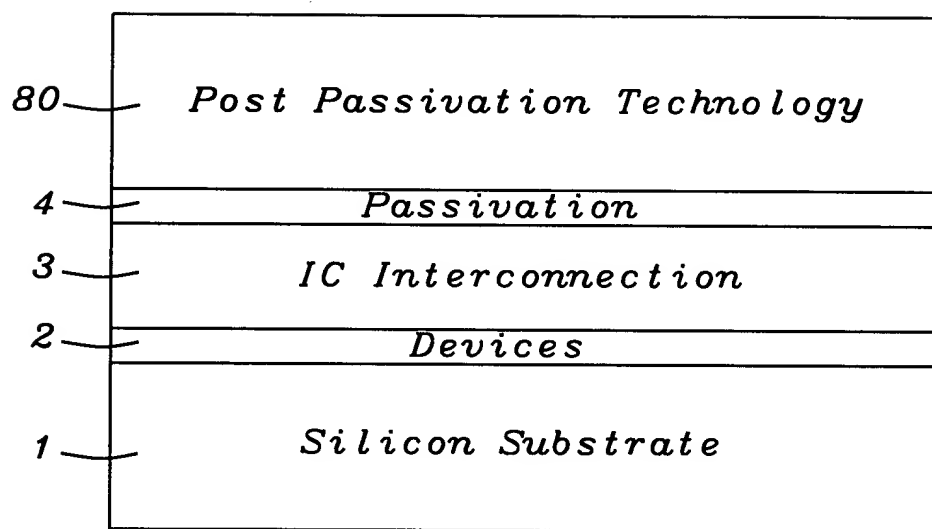 80 Post Passivation Technology
4 Passivation
3 IC Interconnection
2 Devices
1 Silicon Substrate